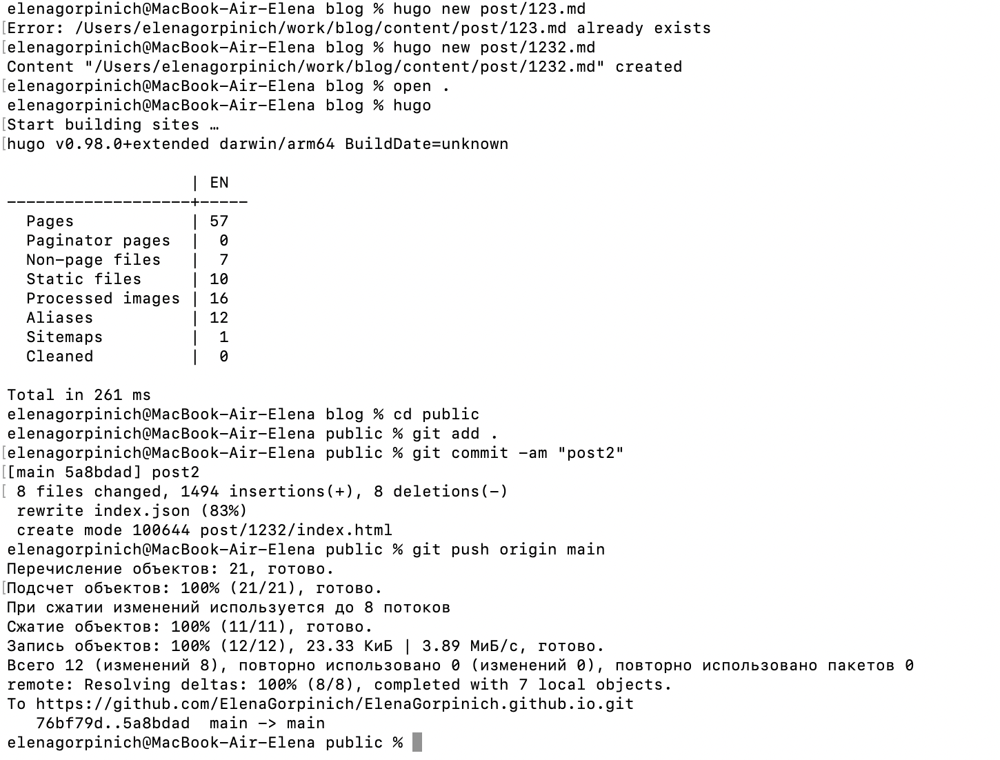 elenagorpinich@MacBook-Air-Elena blog % hugo new post/123.md
[Error: /Users/elenagorpinich/work/blog/content/post/123.md already exists
[elenagorpinich@MacBook-Air-Elena blog % hugo new post/1232.md
Content "/Users/elenagorpinich/work/blog/content/post/1232.md" created
[elenagorpinich@MacBook-Air-Elena blog % open .
elenagorpinich@MacBook-Air-Elena blog % hugo
[Start building sites …
[hugo v0.98.0+extended darwin/arm64 BuildDate=unknown
| EN
-------------------+-----
Pages | 57
Paginator pages | 0
Non-page files | 7
Static files | 10
Processed images | 16
Aliases | 12
Sitemaps | 1
Cleaned | 0
Total in 261 ms
elenagorpinich@MacBook-Air-Elena blog % cd public
elenagorpinich@MacBook-Air-Elena public % git add .
[elenagorpinich@MacBook-Air-Elena public % git commit -am "post2"
[[main 5a8bdad] post2
[ 8 files changed, 1494 insertions(+), 8 deletions(-)
rewrite index.json (83%)
create mode 100644 post/1232/index.html
elenagorpinich@MacBook-Air-Elena public % git push origin main
Перечисление объектов: 21, готово.
[Подсчет объектов: 100% (21/21), готово.
При сжатии изменений используется до 8 потоков
Сжатие объектов: 100% (11/11), готово.
Запись объектов: 100% (12/12), 23.33 КиБ | 3.89 МиБ/с, готово.
Всего 12 (изменений 8), повторно использовано 0 (изменений 0), повторно использовано пакетов 0
remote: Resolving deltas: 100% (8/8), completed with 7 local objects.
To https://github.com/ElenaGorpinich/ElenaGorpinich.github.io.git
76bf79d..5a8bdad main -> main
elenagorpinich@MacBook-Air-Elena public %